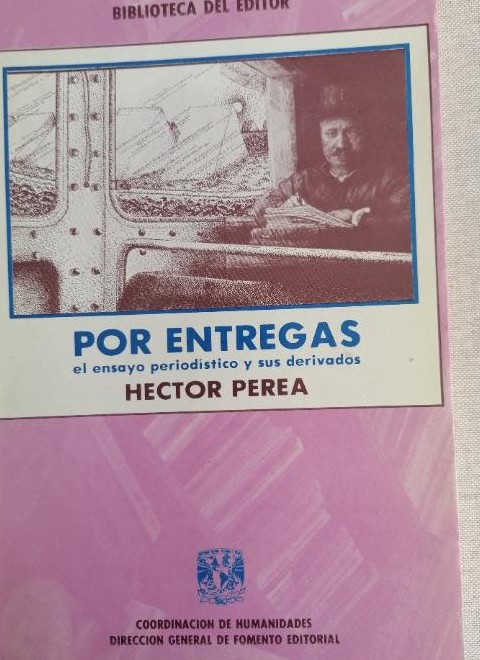 BIBLIOTECA DEL EDITOR
POR ENTREGAS
el ensayo periodístico y sus derivados
HECTOR PEREA
COORDINACION DE HUMANIDADES
DIRECCION GENERAL DE FOMENTO EDITORIAL